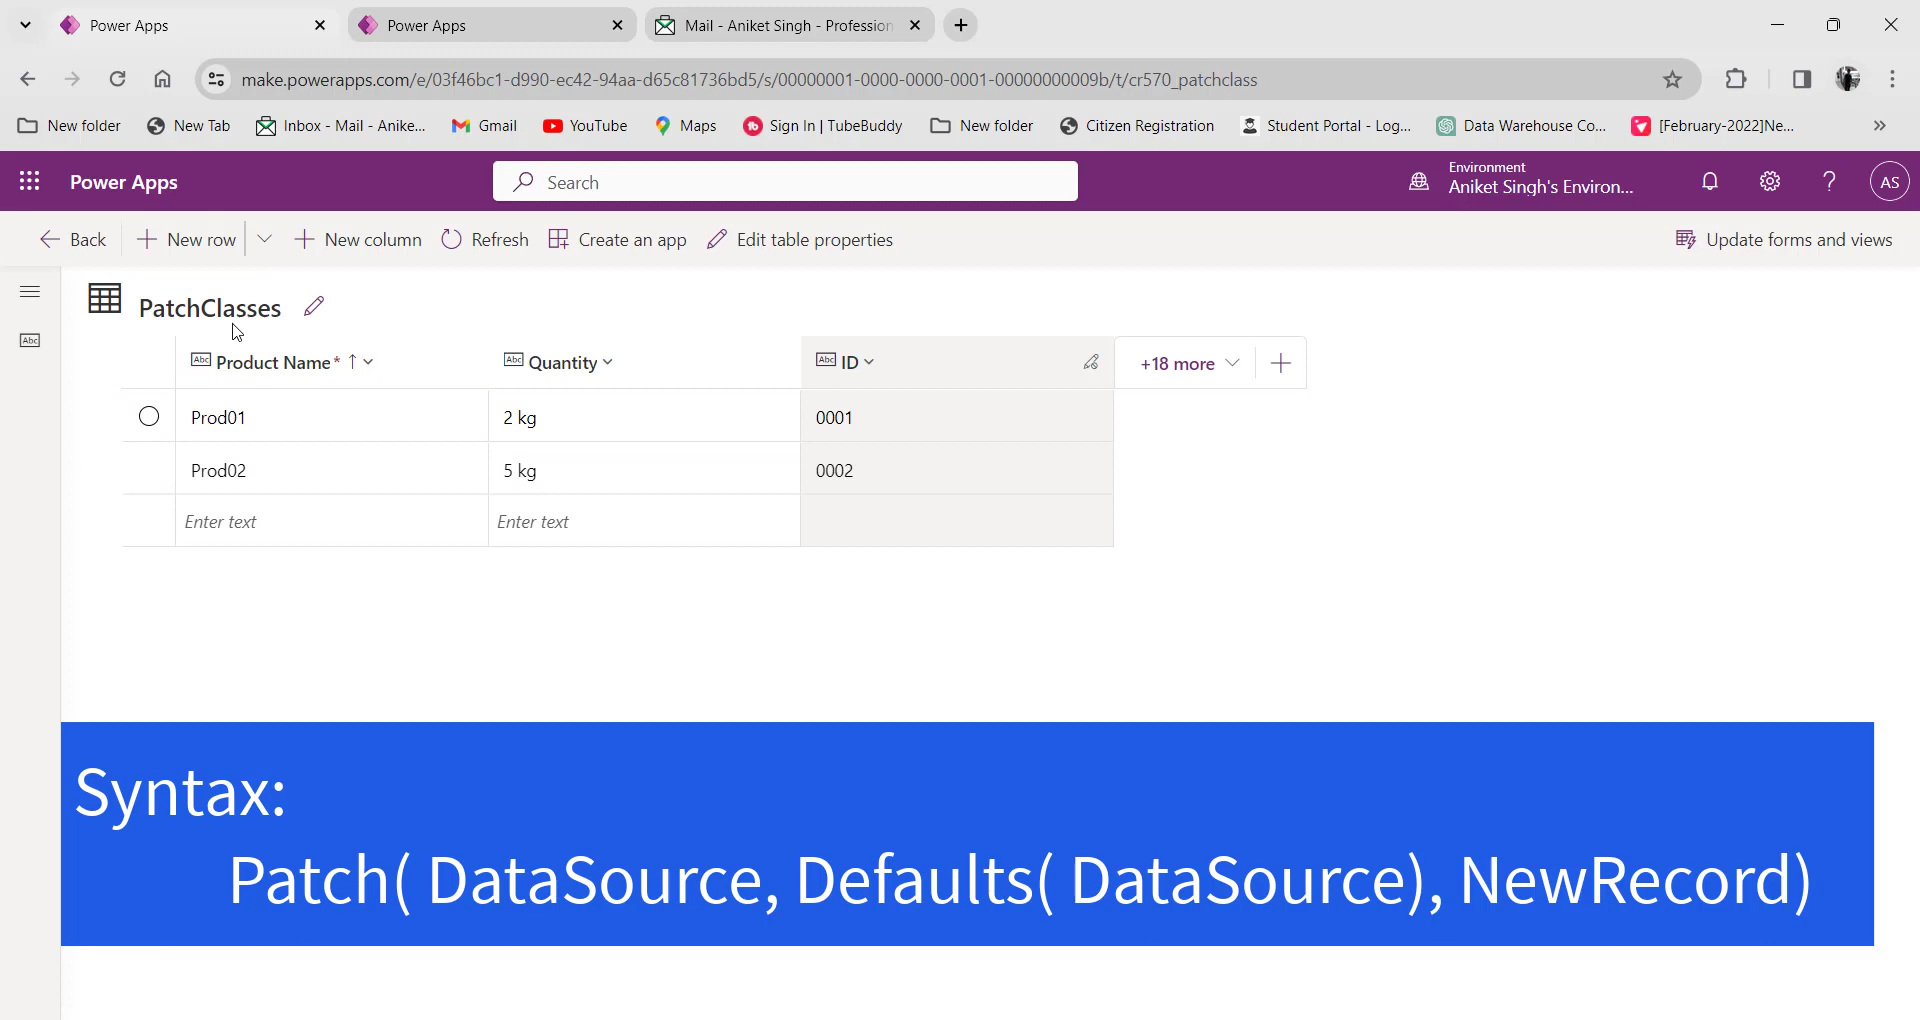 Power Apps
Power Apps
Mail - Aniket Singh - Profession
make.powerapps.com/e/03f46bc1-d990-ec42-94aa-d65c81736bd5/s/00000001-0000-0000-0001-00000000009b/t/cr570_patchclass
New folder
New Tab
Inbox - Mail - Anike...
Gmail
YouTube
Maps
Sign In | TubeBuddy
New folder
Citizen Registration
Student Portal - Log...
Data Warehouse Co...
[February-2022]Ne...
Power Apps
Search
Environment
Aniket Singh's Environ...
AS
Back
New row
New column
Refresh
Create an app
Edit table properties
Update forms and views
PatchClasses
Abc
Abc Product Name*
Abc Quantity
Abc ID
+18 more
Prod01 2 kg 0001
Prod02 5 kg 0002
Enter text Enter text
Syntax:
Patch( DataSource, Defaults( DataSource), NewRecord)